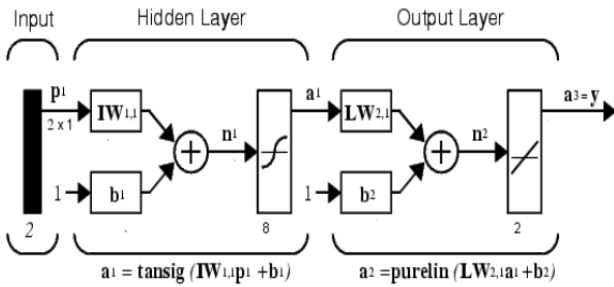 Input Hidden Layer Output Layer
p1 a1 a3 = y
IW1,1 LW2,1
2 x 1 n1 n2
1 b1 1 b2
2 8 2
a1 = tansig (IW1,1p1 +b1) a2 =purelin (LW2,1a1 +b2)